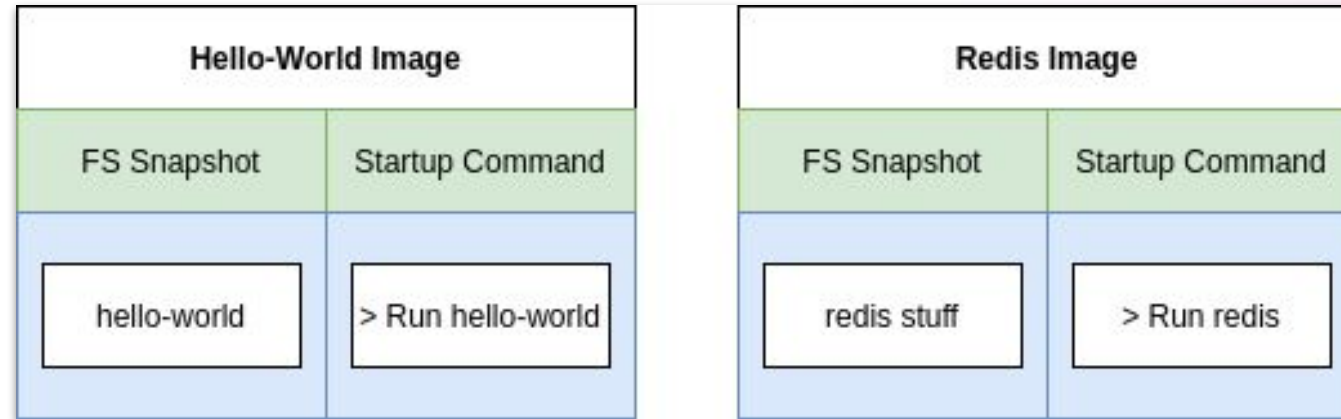 Hello-World Image
FS Snapshot
Startup Command
hello-world
> Run hello-world
Redis Image
FS Snapshot
Startup Command
redis stuff
> Run redis